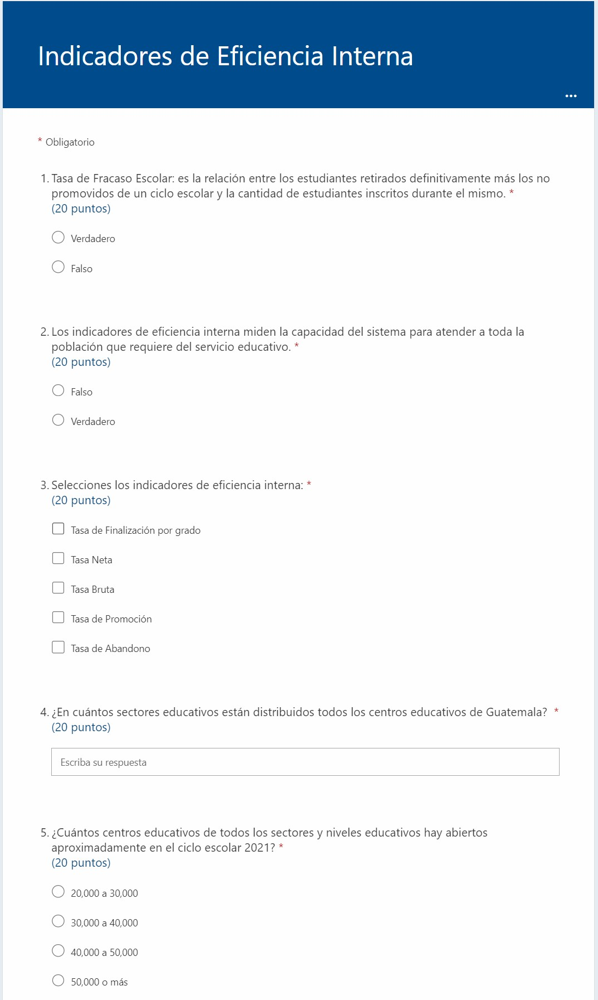 Indicadores de Eficiencia Interna
...
* Obligatorio
1. Tasa de Fracaso Escolar: es la relación entre los estudiantes retirados definitivamente más los no
promovidos de un ciclo escolar y la cantidad de estudiantes inscritos durante el mismo. *
(20 puntos)
Verdadero
Falso
2. Los indicadores de eficiencia interna miden la capacidad del sistema para atender a toda la
población que requiere del servicio educativo. *
(20 puntos)
Falso
Verdadero
3. Selecciones los indicadores de eficiencia interna: *
(20 puntos)
Tasa de Finalización por grado
Tasa Neta
Tasa Bruta
Tasa de Promoción
Tasa de Abandono
4. ¿En cuántos sectores educativos están distribuidos todos los centros educativos de Guatemala? *
(20 puntos)
Escriba su respuesta
5. ¿Cuántos centros educativos de todos los sectores y niveles educativos hay abiertos
aproximadamente en el ciclo escolar 2021? *
(20 puntos)
20,000 a 30,000
30,000 a 40,000
40,000 a 50,000
50,000 o más